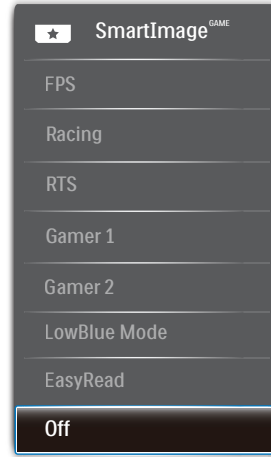 SmartImage GAME
FPS
Racing
RTS
Gamer 1
Gamer 2
LowBlue Mode
EasyRead
Off